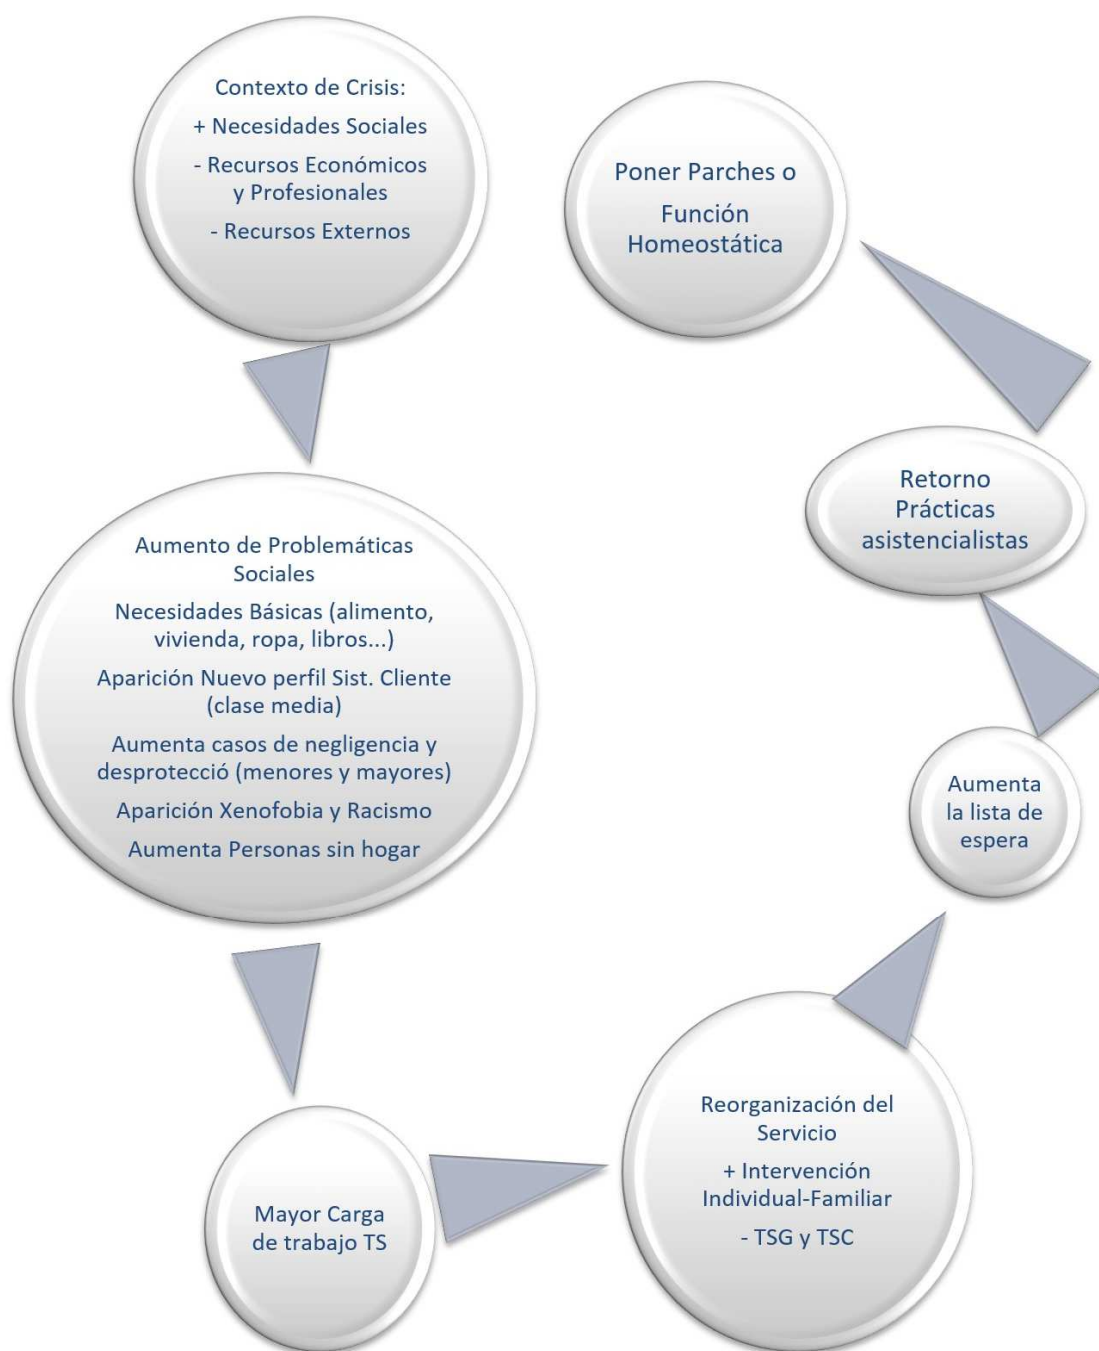 Contexto de Crisis:
+ Necesidades Sociales
- Recursos Económicos
y Profesionales
- Recursos Externos
Aumento de Problemáticas
Sociales
Necesidades Básicas (alimento,
vivienda, ropa, libros...)
Aparición Nuevo perfil Sist. Cliente
(clase media)
Aumenta casos de negligencia y
desprotecció (menores y mayores)
Aparición Xenofobia y Racismo
Aumenta Personas sin hogar
Mayor Carga
de trabajo TS
Reorganización del
Servicio
+ Intervención
Individual-Familiar
- TSG y TSC
Aumenta
la lista de
espera
Retorno
Prácticas
asistencialistas
Poner Parches o
Función
Homeostática